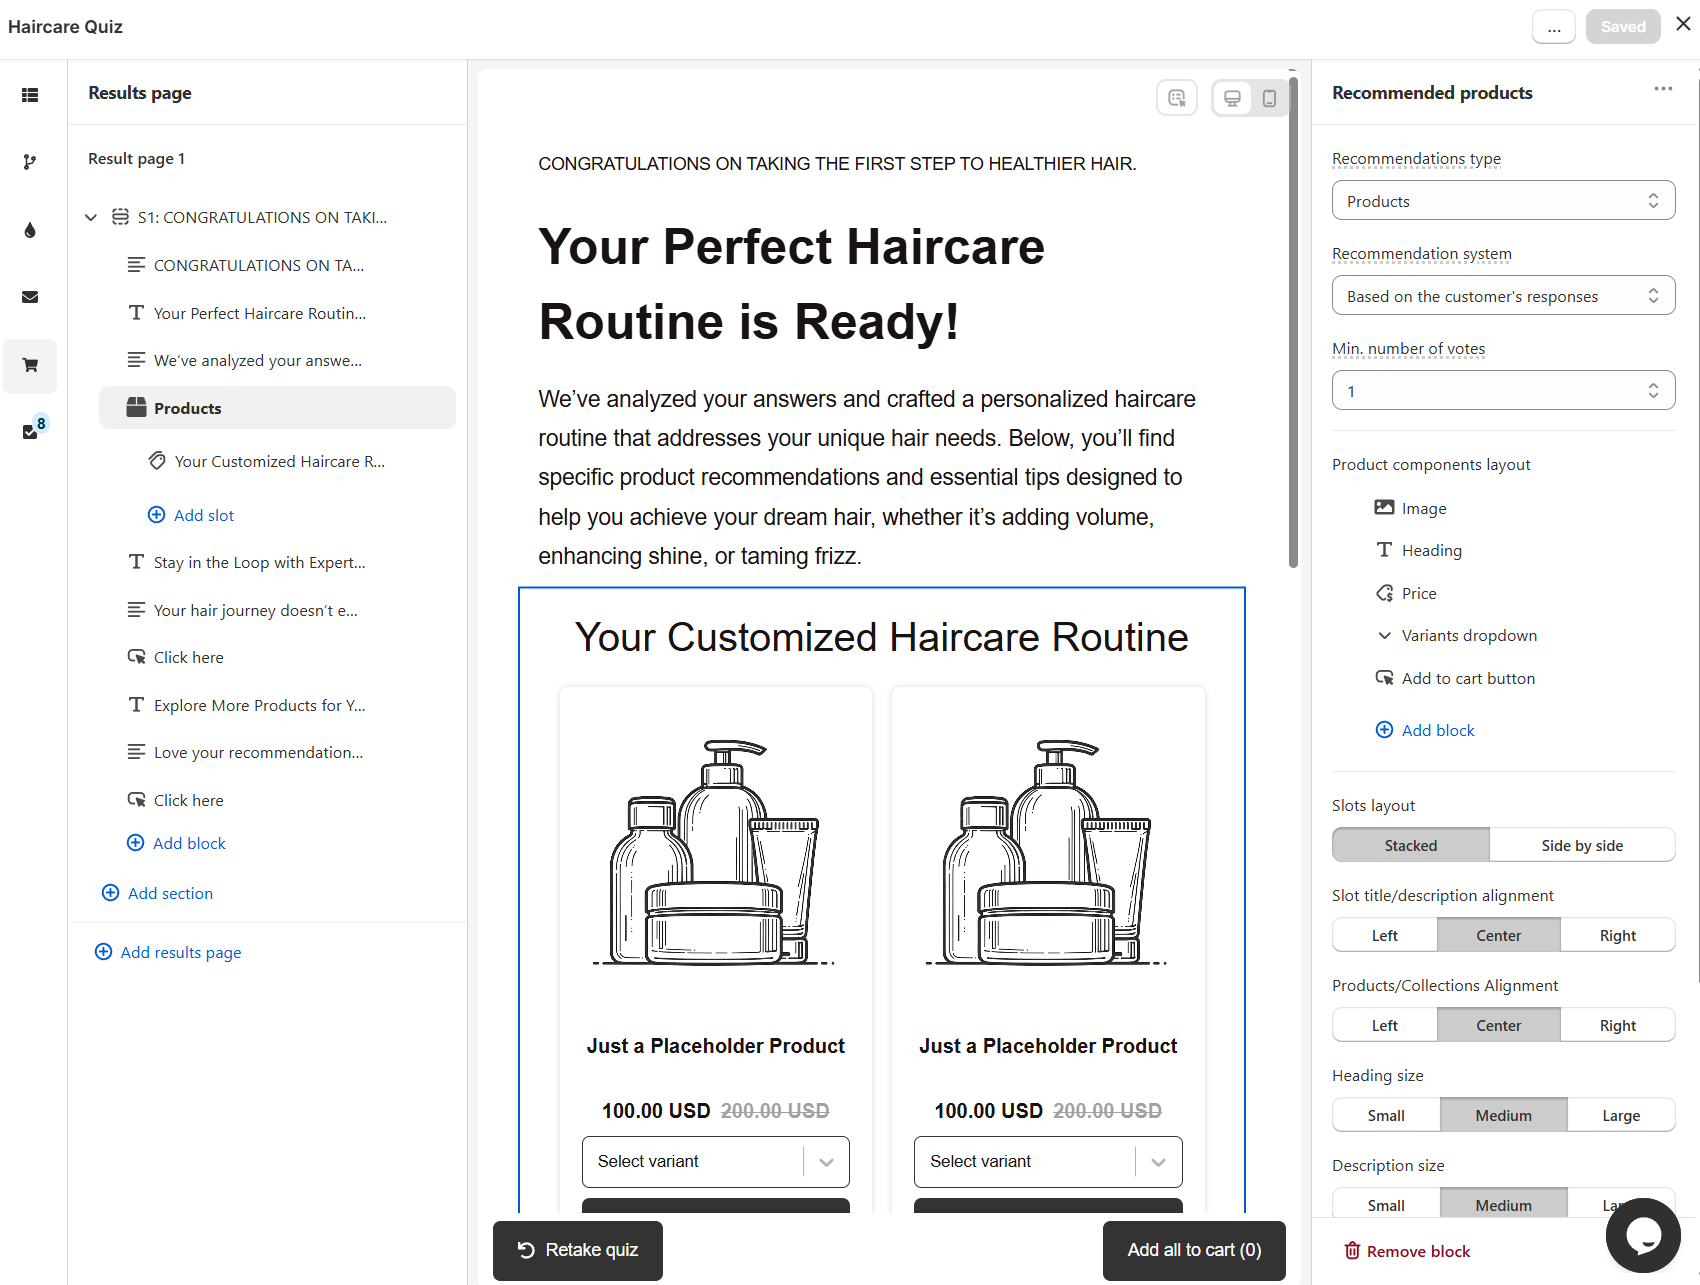 Haircare Quiz
...
Saved
Results page
Result page 1
S1: CONGRATULATIONS ON TAKI...
CONGRATULATIONS ON TA...
Your Perfect Haircare Routin...
We’ve analyzed your answe...
Products
Your Customized Haircare R...
Add slot
Stay in the Loop with Expert...
Your hair journey doesn’t e...
Click here
Explore More Products for Y...
Love your recommendation...
Click here
Add block
Add section
Add results page
8
CONGRATULATIONS ON TAKING THE FIRST STEP TO HEALTHIER HAIR.
Your Perfect Haircare
Routine is Ready!
We’ve analyzed your answers and crafted a personalized haircare
routine that addresses your unique hair needs. Below, you’ll find
specific product recommendations and essential tips designed to
help you achieve your dream hair, whether it’s adding volume,
enhancing shine, or taming frizz.
Your Customized Haircare Routine
Just a Placeholder Product
100.00 USD 200.00 USD
Select variant
Just a Placeholder Product
100.00 USD 200.00 USD
Select variant
Retake quiz
Add all to cart (0)
Recommended products
Recommendations type
Products
Recommendation system
Based on the customer's responses
Min. number of votes
1
Product components layout
Image
Heading
Price
Variants dropdown
Add to cart button
Add block
Slots layout
Stacked Side by side
Slot title/description alignment
Left Center Right
Products/Collections Alignment
Left Center Right
Heading size
Small Medium Large
Description size
Small Medium
Remove block